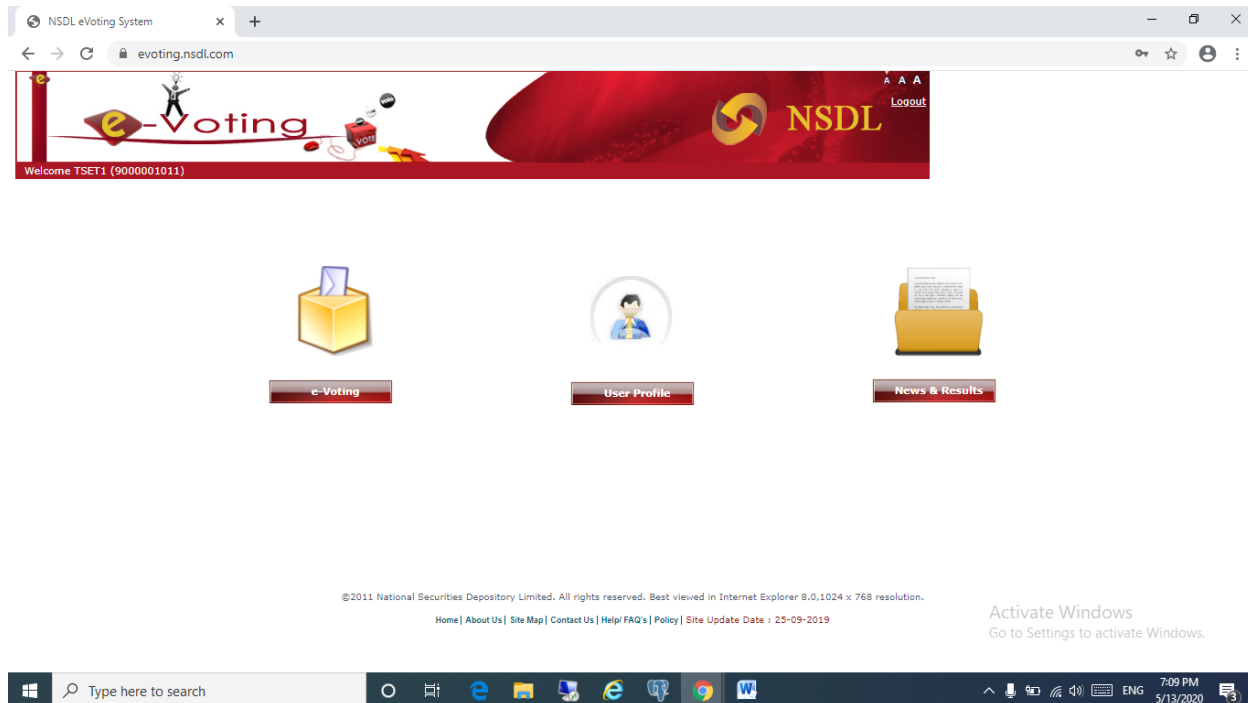 NSDL eVoting System
evoting.nsdl.com
A A A
Logout
e-Voting
VOTE
NSDL
Welcome TSET1 (9000001011)
e-Voting
User Profile
News & Results
©2011 National Securities Depository Limited. All rights reserved. Best viewed in Internet Explorer 8.0,1024 x 768 resolution.
Home| About Us| Site Map| Contact Us| Help/ FAQ's| Policy| Site Update Date : 25-09-2019
Activate Windows
Go to Settings to activate Windows.
Type here to search
ENG
7:09 PM
5/13/2020
3